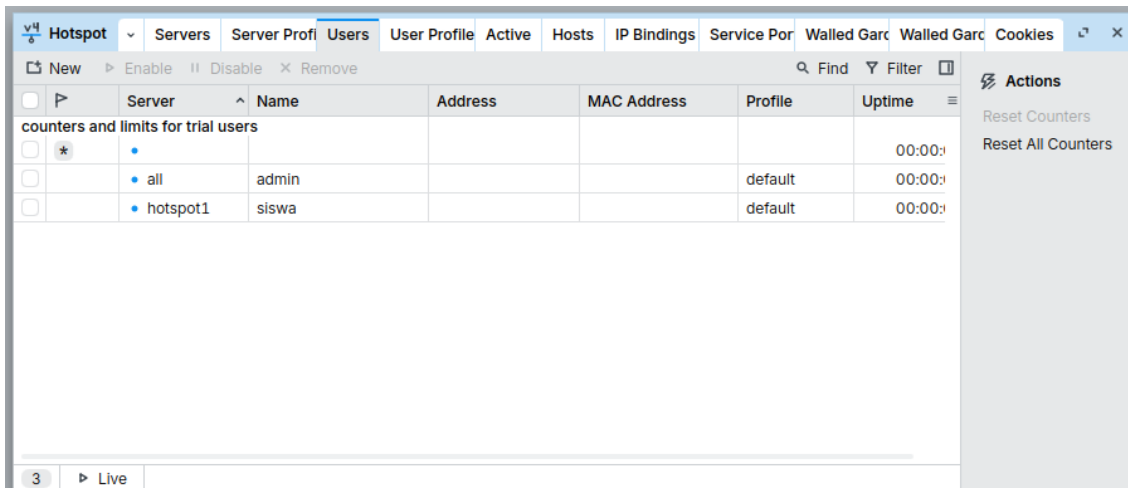 Hotspot Servers Server Profi Users User Profile Active Hosts IP Bindings Service Por Walled Garc Walled Garc Cookies
New Enable Disable Remove Find Filter
Actions
Server Name Address MAC Address Profile Uptime
Reset Counters
counters and limits for trial users
* 00:00:
Reset All Counters
all admin default 00:00:
hotspot1 siswa default 00:00:
3 Live